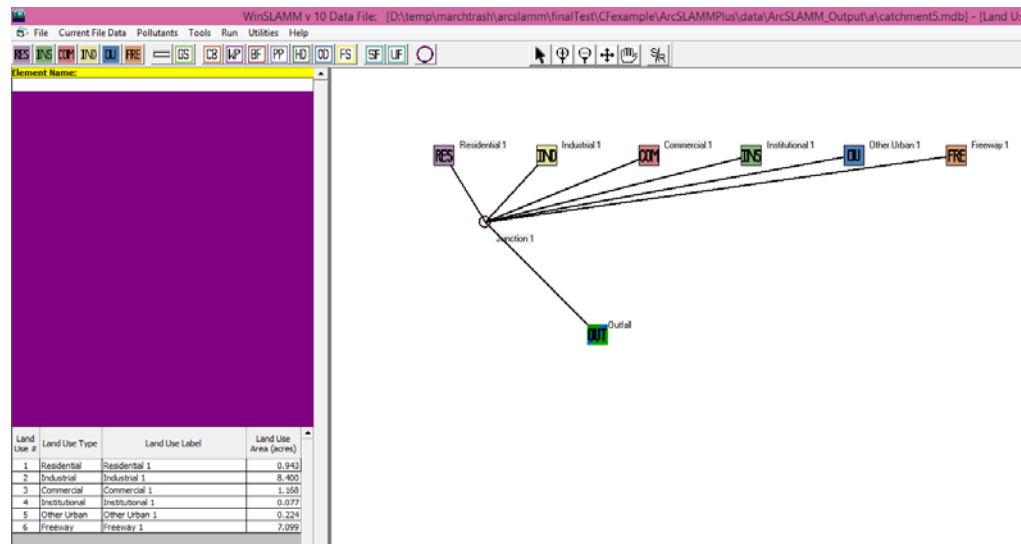 WinSLAMM v 10 Data File: [D:\temp\marchtrash\arcslamm\finalTest\CFexample\ArcSLAMMPlus\data\ArcSLAMM_Output\a\catchment5.mdb] - [Land U
File Current File Data Pollutants Tools Run Utilities Help
RES INS COM IND OU FRE GS CB WP BF PP HD OD FS SF UF S/R
Element Name:
RES Residential 1 IND Industrial 1 COM Commercial 1 INS Institutional 1 OU Other Urban 1 FRE Freeway 1
Junction 1
OUT Outfall
Land Use # Land Use Type Land Use Label Land Use Area (acres)
1 Residential Residential 1 0.943
2 Industrial Industrial 1 8.400
3 Commercial Commercial 1 1.168
4 Institutional Institutional 1 0.077
5 Other Urban Other Urban 1 0.224
6 Freeway Freeway 1 7.099